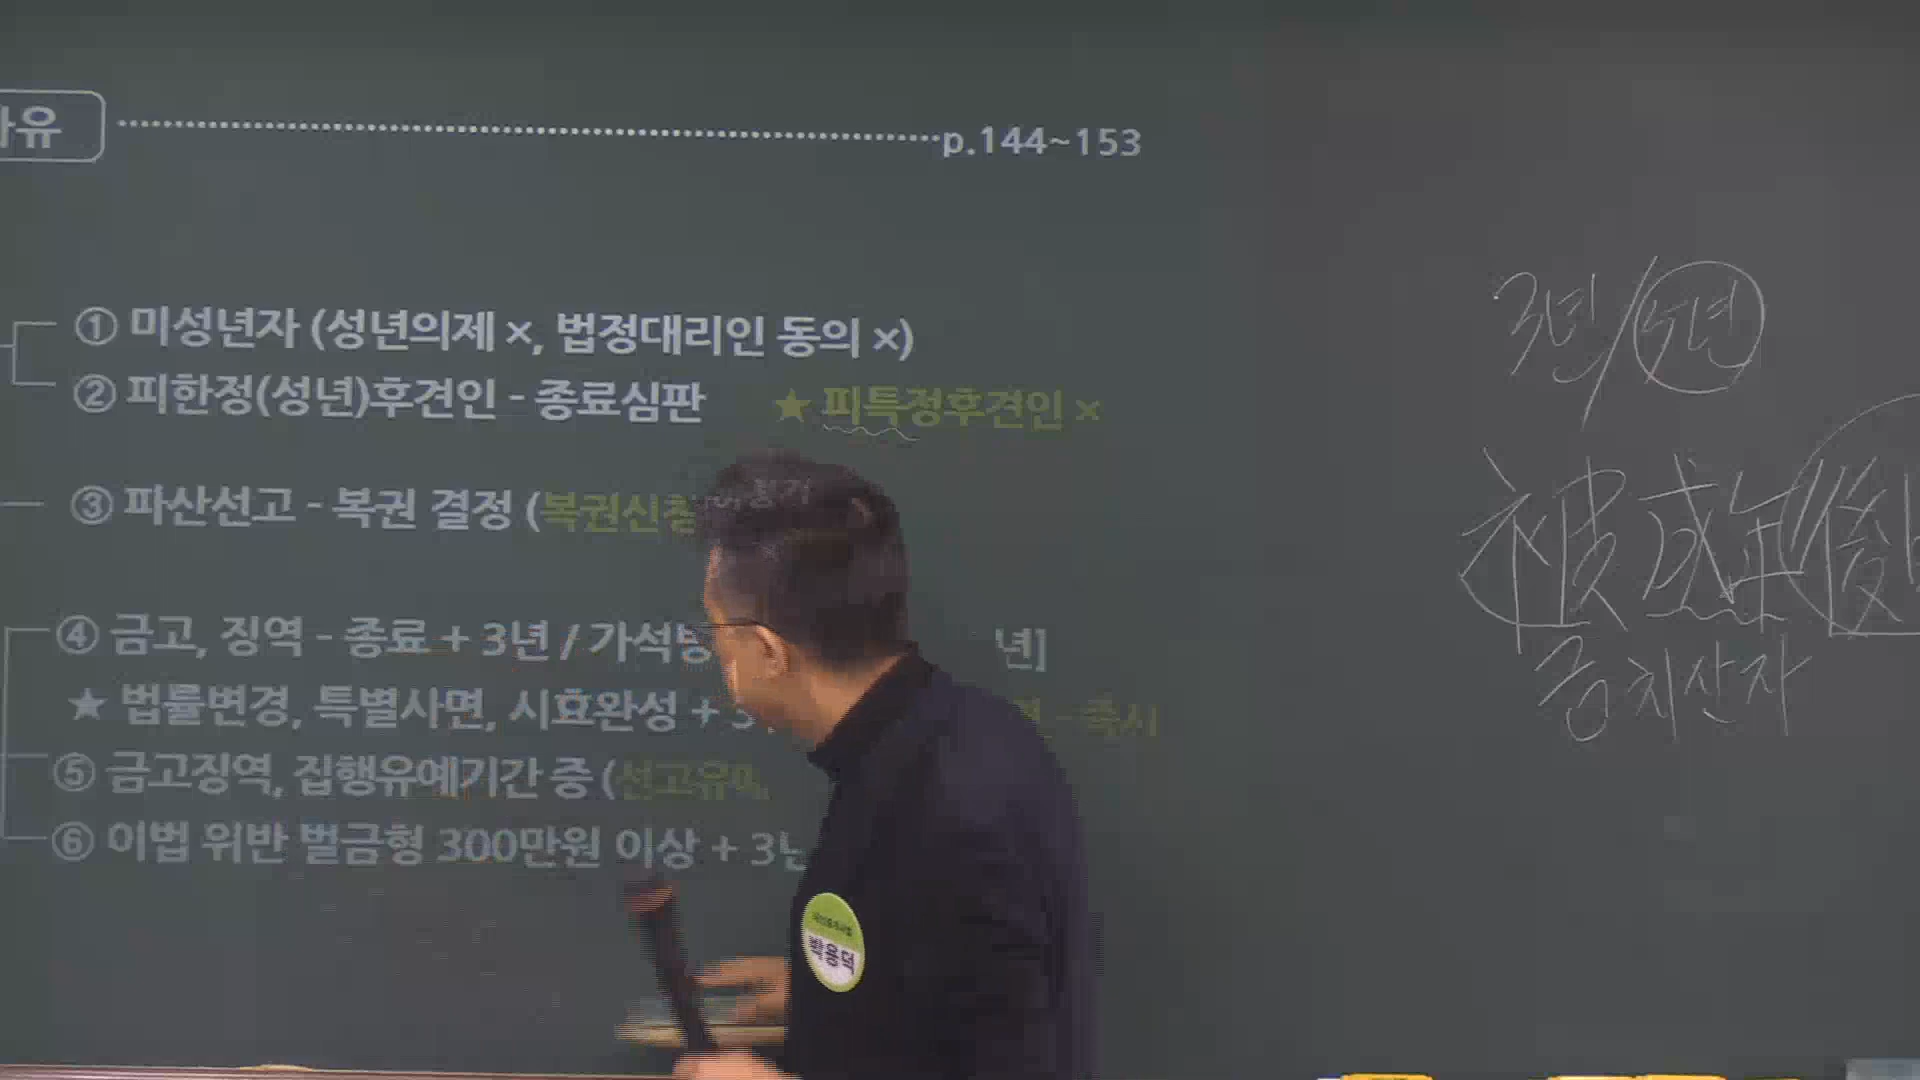 사유 p.144~153
① 미성년자 (성년의제 ×, 법정대리인 동의 ×)
② 피한정(성년)후견인 - 종료심판 ★ 피특정후견인 ×
③ 파산선고 - 복권 결정 (복권신청
④ 금고, 징역 - 종료 + 3년 / 가석방 년]
★ 법률변경, 특별사면, 시효완성 + 3 - 즉시
⑤ 금고징역, 집행유예기간 중 (선고유예
⑥ 이법 위반 벌금형 300만원 이상 + 3년
3년/5년
被成年後
금치산자
박용덕